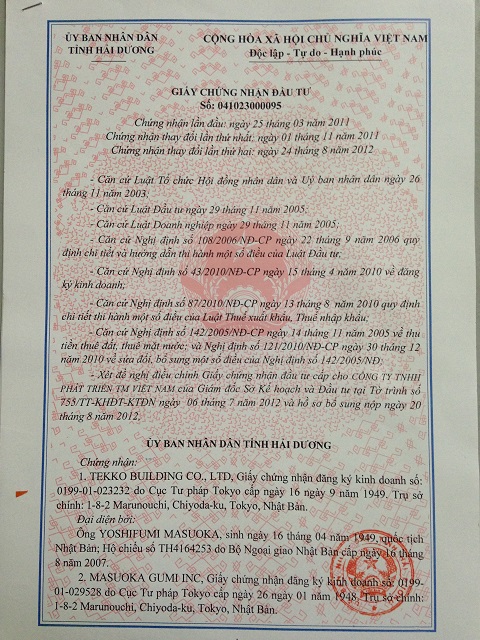 ỦY BAN NHÂN DÂN
TỈNH HẢI DƯƠNG
CỘNG HÒA XÃ HỘI CHỦ NGHĨA VIỆT NAM
Độc lập - Tự do - Hạnh phúc
GIẤY CHỨNG NHẬN ĐẦU TƯ
Số: 041023000095
Chứng nhận lần đầu: ngày 25 tháng 03 năm 2011
Chứng nhận thay đổi lần thứ nhất: ngày 01 tháng 11 năm 2011
Chứng nhận thay đổi lần thứ hai: ngày 24 tháng 8 năm 2012
- Căn cứ Luật Tổ chức Hội đồng nhân dân và Uỷ ban nhân dân ngày 26
tháng 11 năm 2003;
- Căn cứ Luật Đầu tư ngày 29 tháng 11 năm 2005;
- Căn cứ Luật Doanh nghiệp ngày 29 tháng 11 năm 2005;
- Căn cứ Nghị định số 108/2006/NĐ-CP ngày 22 tháng 9 năm 2006 quy
định chi tiết và hướng dẫn thi hành một số điều của Luật Đầu tư;
- Căn cứ Nghị định số 43/2010/NĐ-CP ngày 15 tháng 4 năm 2010 về đăng
ký kinh doanh;
- Căn cứ Nghị định số 87/2010/NĐ-CP ngày 13 tháng 8 năm 2010 quy định
chi tiết thi hành một số điều của Luật Thuế xuất khẩu, Thuế nhập khẩu;
- Căn cứ Nghị định số 142/2005/NĐ-CP ngày 14 tháng 11 năm 2005 về thu
tiền thuê đất, thuê mặt nước; và Nghị định số 121/2010/NĐ-CP ngày 30 tháng 12
năm 2010 về sửa đổi, bổ sung một số điều của Nghị định số 142/2005/NĐ;
- Xét đề nghị điều chỉnh Giấy chứng nhận đầu tư cấp cho CÔNG TY TNHH
PHÁT TRIỂN TM VIỆT NAM của Giám đốc Sở Kế hoạch và Đầu tư tại Tờ trình số
753/TT-KHĐT-KTĐN ngày 06 tháng 7 năm 2012 và hồ sơ bổ sung nộp ngày 20
tháng 8 năm 2012,
ỦY BAN NHÂN DÂN TỈNH HẢI DƯƠNG
Chứng nhận:
1. TEKKO BUILDING CO., LTD, Giấy chứng nhận đăng ký kinh doanh số:
0199-01-023232 do Cục Tư pháp Tokyo cấp ngày 16 ngày 9 năm 1949. Trụ sở
chính: 1-8-2 Marunouchi, Chiyoda-ku, Tokyo, Nhật Bản.
Đại diện bởi:
Ông YOSHIFUMI MASUOKA, sinh ngày 16 tháng 04 năm 1949, quốc tịch
Nhật Bản; Hộ chiếu số TH4164253 do Bộ Ngoại giao Nhật Bản cấp ngày 16 tháng
8 năm 2007.
2. MASUOKA GUMI INC, Giấy chứng nhận đăng ký kinh doanh số: 0199-
01-029528 do Cục Tư pháp Tokyo cấp ngày 26 ngày 01 năm 1948. Trụ sở chính:
1-8-2 Marunouchi, Chiyoda-ku, Tokyo, Nhật Bản.